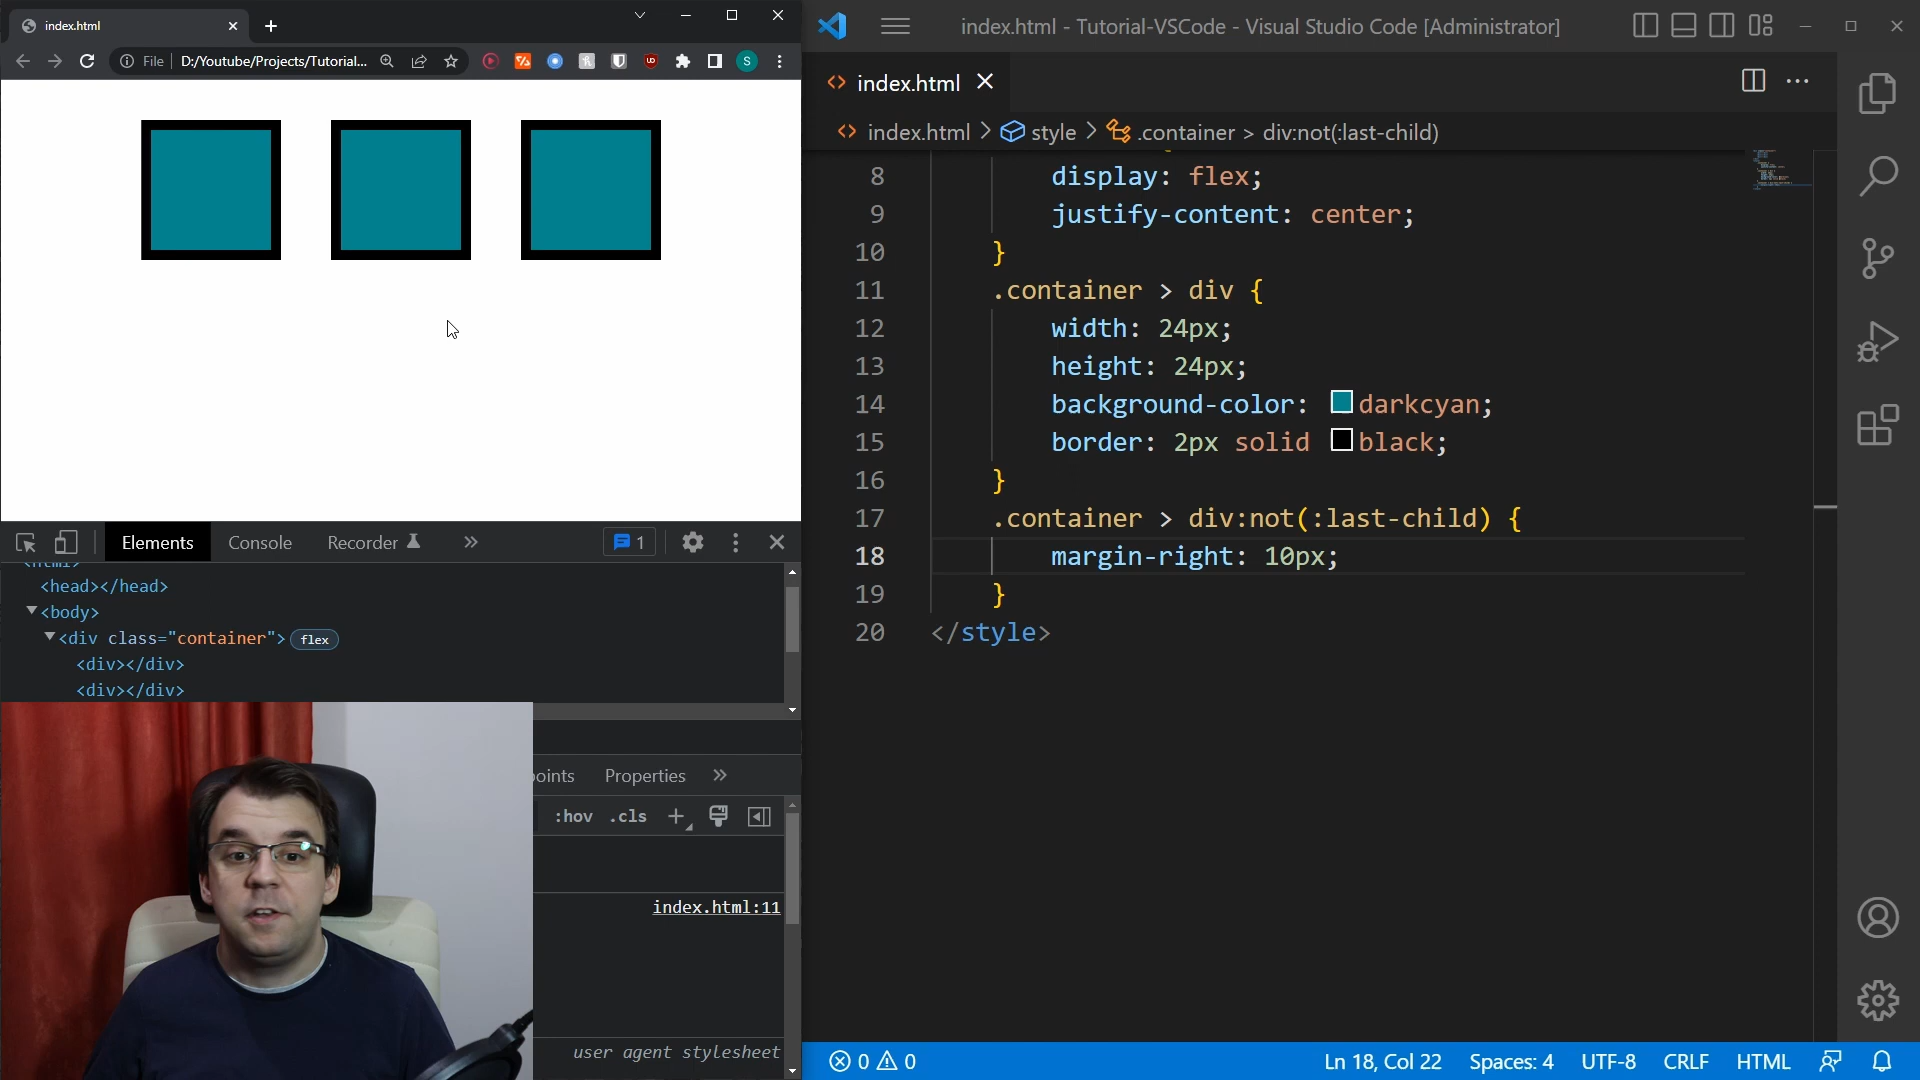 index.html
File
D:/Youtube/Projects/Tutorial...
S
Elements
Console
Recorder
1
<head></head>
<body>
<div class="container">
flex
<div></div>
<div></div>
Properties
:hov
.cls
index.html:11
user agent stylesheet
index.html - Tutorial-VSCode - Visual Studio Code [Administrator]
index.html
index.html > style > .container > div:not(:last-child)
8 display: flex;
9 justify-content: center;
10 }
11 .container > div {
12 width: 24px;
13 height: 24px;
14 background-color: darkcyan;
15 border: 2px solid black;
16 }
17 .container > div:not(:last-child) {
18 margin-right: 10px;
19 }
20 </style>
0 0
Ln 18, Col 22
Spaces: 4
UTF-8
CRLF
HTML